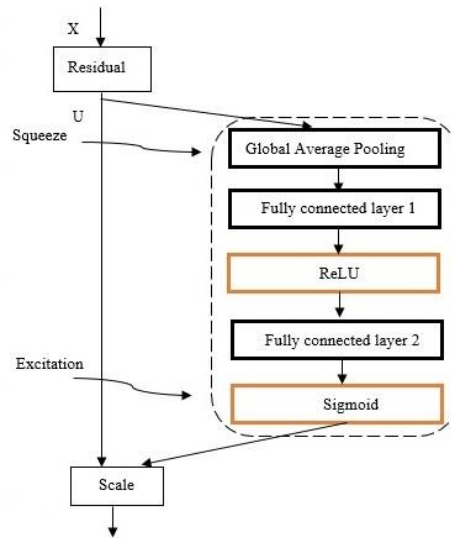 X
Residual
U
Squeeze
Global Average Pooling
Fully connected layer 1
ReLU
Fully connected layer 2
Excitation
Sigmoid
Scale